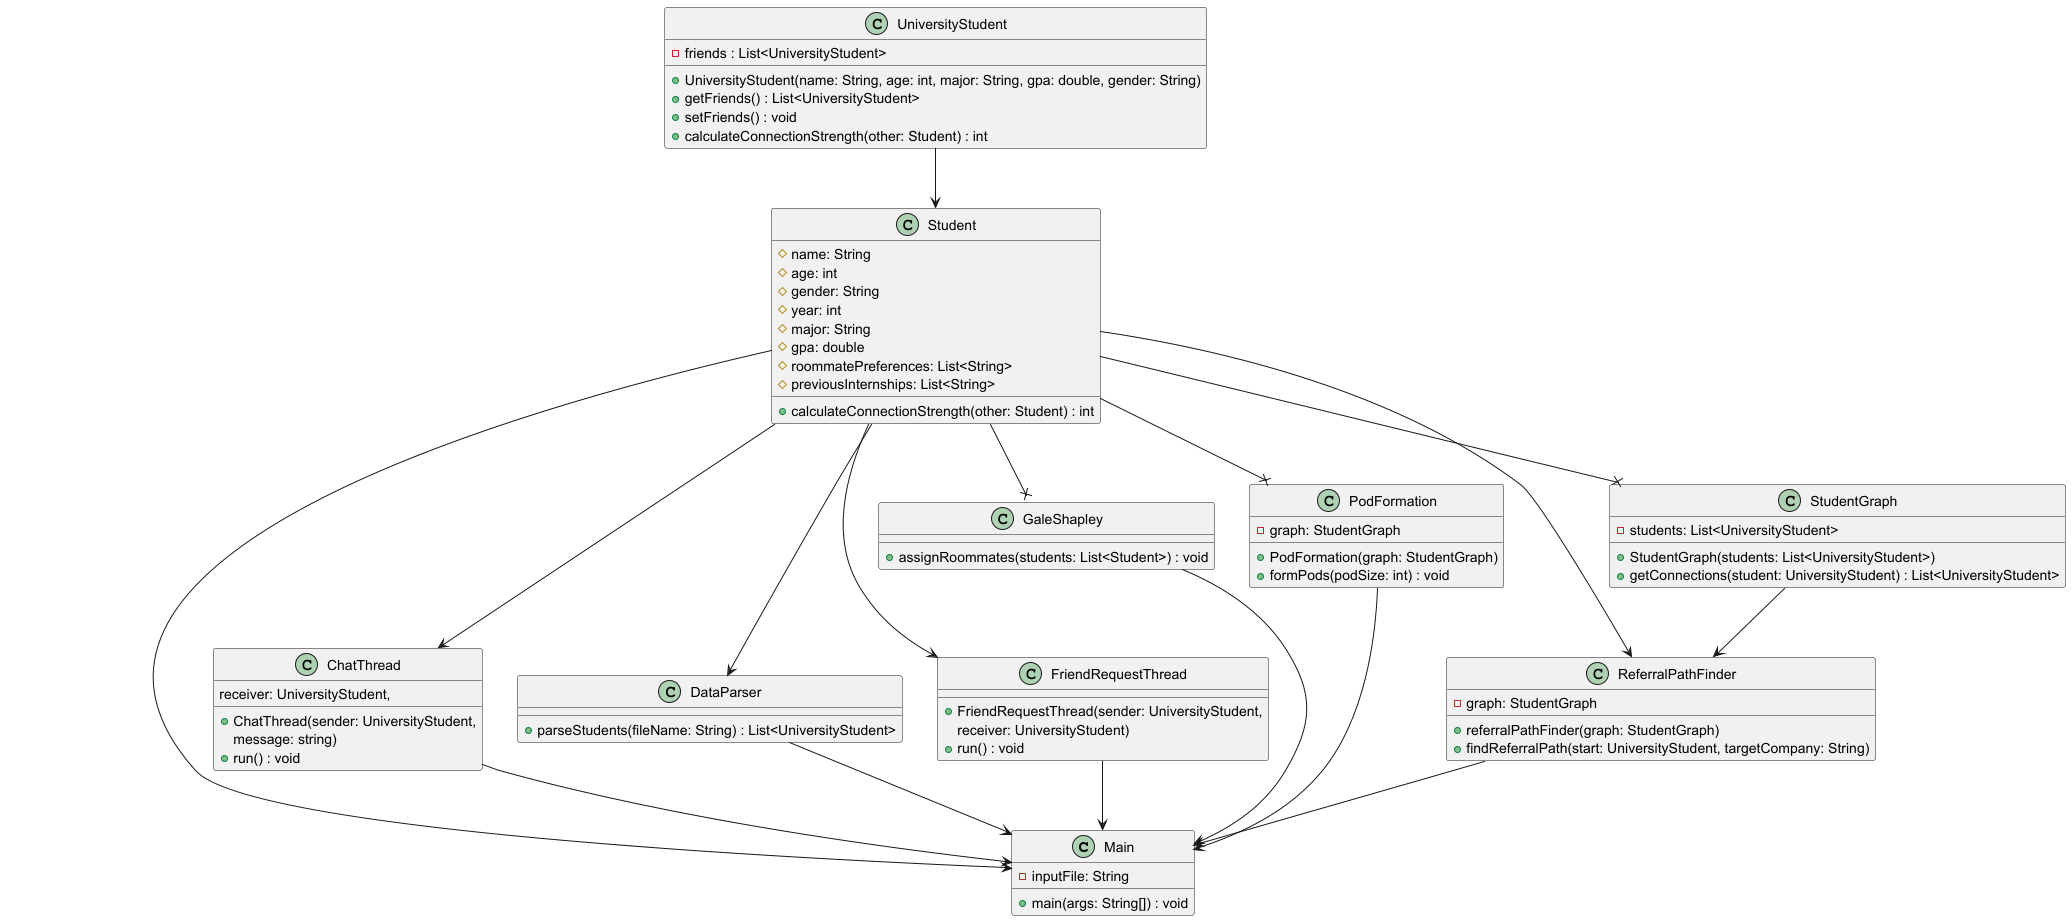 C UniversityStudent
friends : List<UniversityStudent>
UniversityStudent(name: String, age: int, major: String, gpa: double, gender: String)
getFriends() : List<UniversityStudent>
setFriends() : void
calculateConnectionStrength(other: Student) : int
C Student
name: String
age: int
gender: String
year: int
major: String
gpa: double
roommatePreferences: List<String>
previousInternships: List<String>
calculateConnectionStrength(other: Student) : int
C GaleShapley
assignRoommates(students: List<Student>) : void
C PodFormation
graph: StudentGraph
PodFormation(graph: StudentGraph)
formPods(podSize: int) : void
C StudentGraph
students: List<UniversityStudent>
StudentGraph(students: List<UniversityStudent>)
getConnections(student: UniversityStudent) : List<UniversityStudent>
C ChatThread
receiver: UniversityStudent,
ChatThread(sender: UniversityStudent,
message: string)
run() : void
C DataParser
parseStudents(fileName: String) : List<UniversityStudent>
C FriendRequestThread
FriendRequestThread(sender: UniversityStudent,
receiver: UniversityStudent)
run() : void
C ReferralPathFinder
graph: StudentGraph
referralPathFinder(graph: StudentGraph)
findReferralPath(start: UniversityStudent, targetCompany: String)
C Main
inputFile: String
main(args: String[]) : void